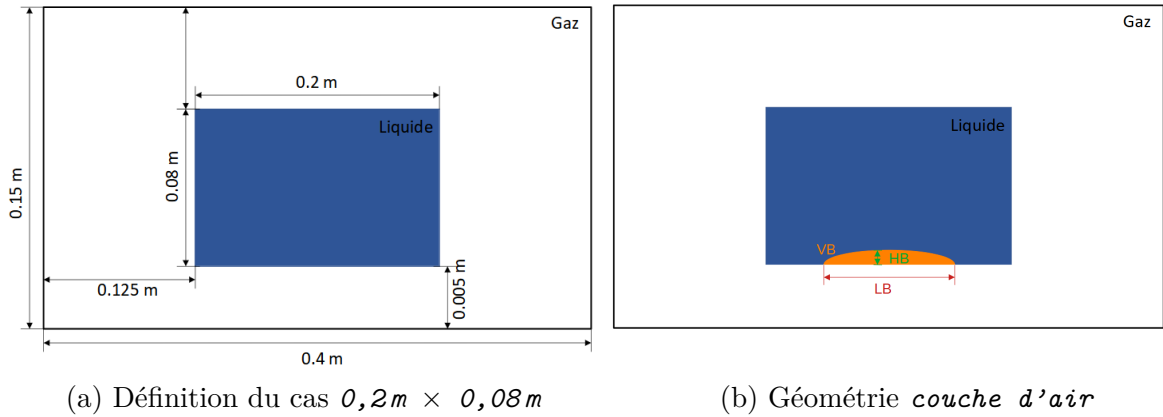 Gaz
0.2 m
Liquide
0.08 m
0.15 m
0.125 m
0.005 m
0.4 m
(a) Définition du cas 0,2m × 0,08m
Gaz
Liquide
VB
HB
LB
(b) Géométrie couche d'air